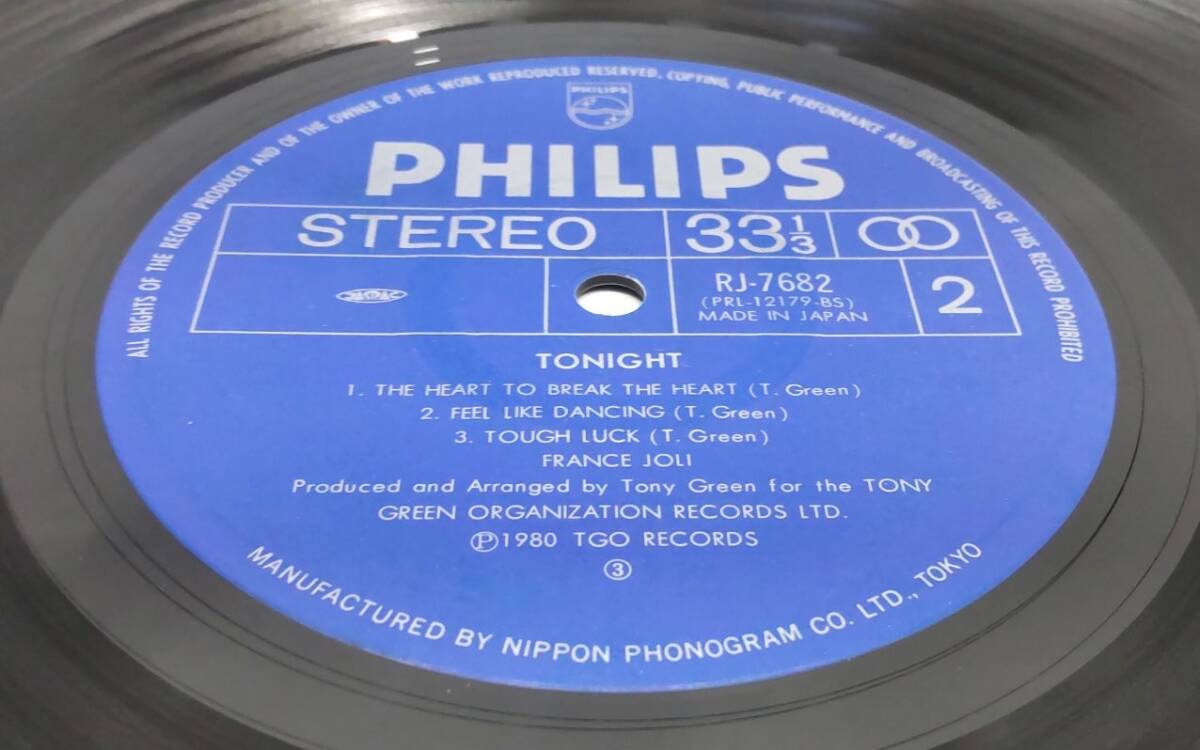 ALL RIGHTS OF THE RECORD PRODUCER AND OF THE OWNER OF THE WORK REPRODUCED RESERVED. COPYING, PUBLIC PERFORMANCE AND BROADCASTING OF THIS RECORD PROHIBITED
PHILIPS
PHILIPS
STEREO
33 1/3
RJ-7682
(PRL-12179-BS)
MADE IN JAPAN
2
TONIGHT
1. THE HEART TO BREAK THE HEART (T. Green)
2. FEEL LIKE DANCING (T. Green)
3. TOUGH LUCK (T. Green)
FRANCE JOLI
Produced and Arranged by Tony Green for the TONY
GREEN ORGANIZATION RECORDS LTD.
Ⓟ1980 TGO RECORDS
③
MANUFACTURED BY NIPPON PHONOGRAM CO. LTD., TOKYO